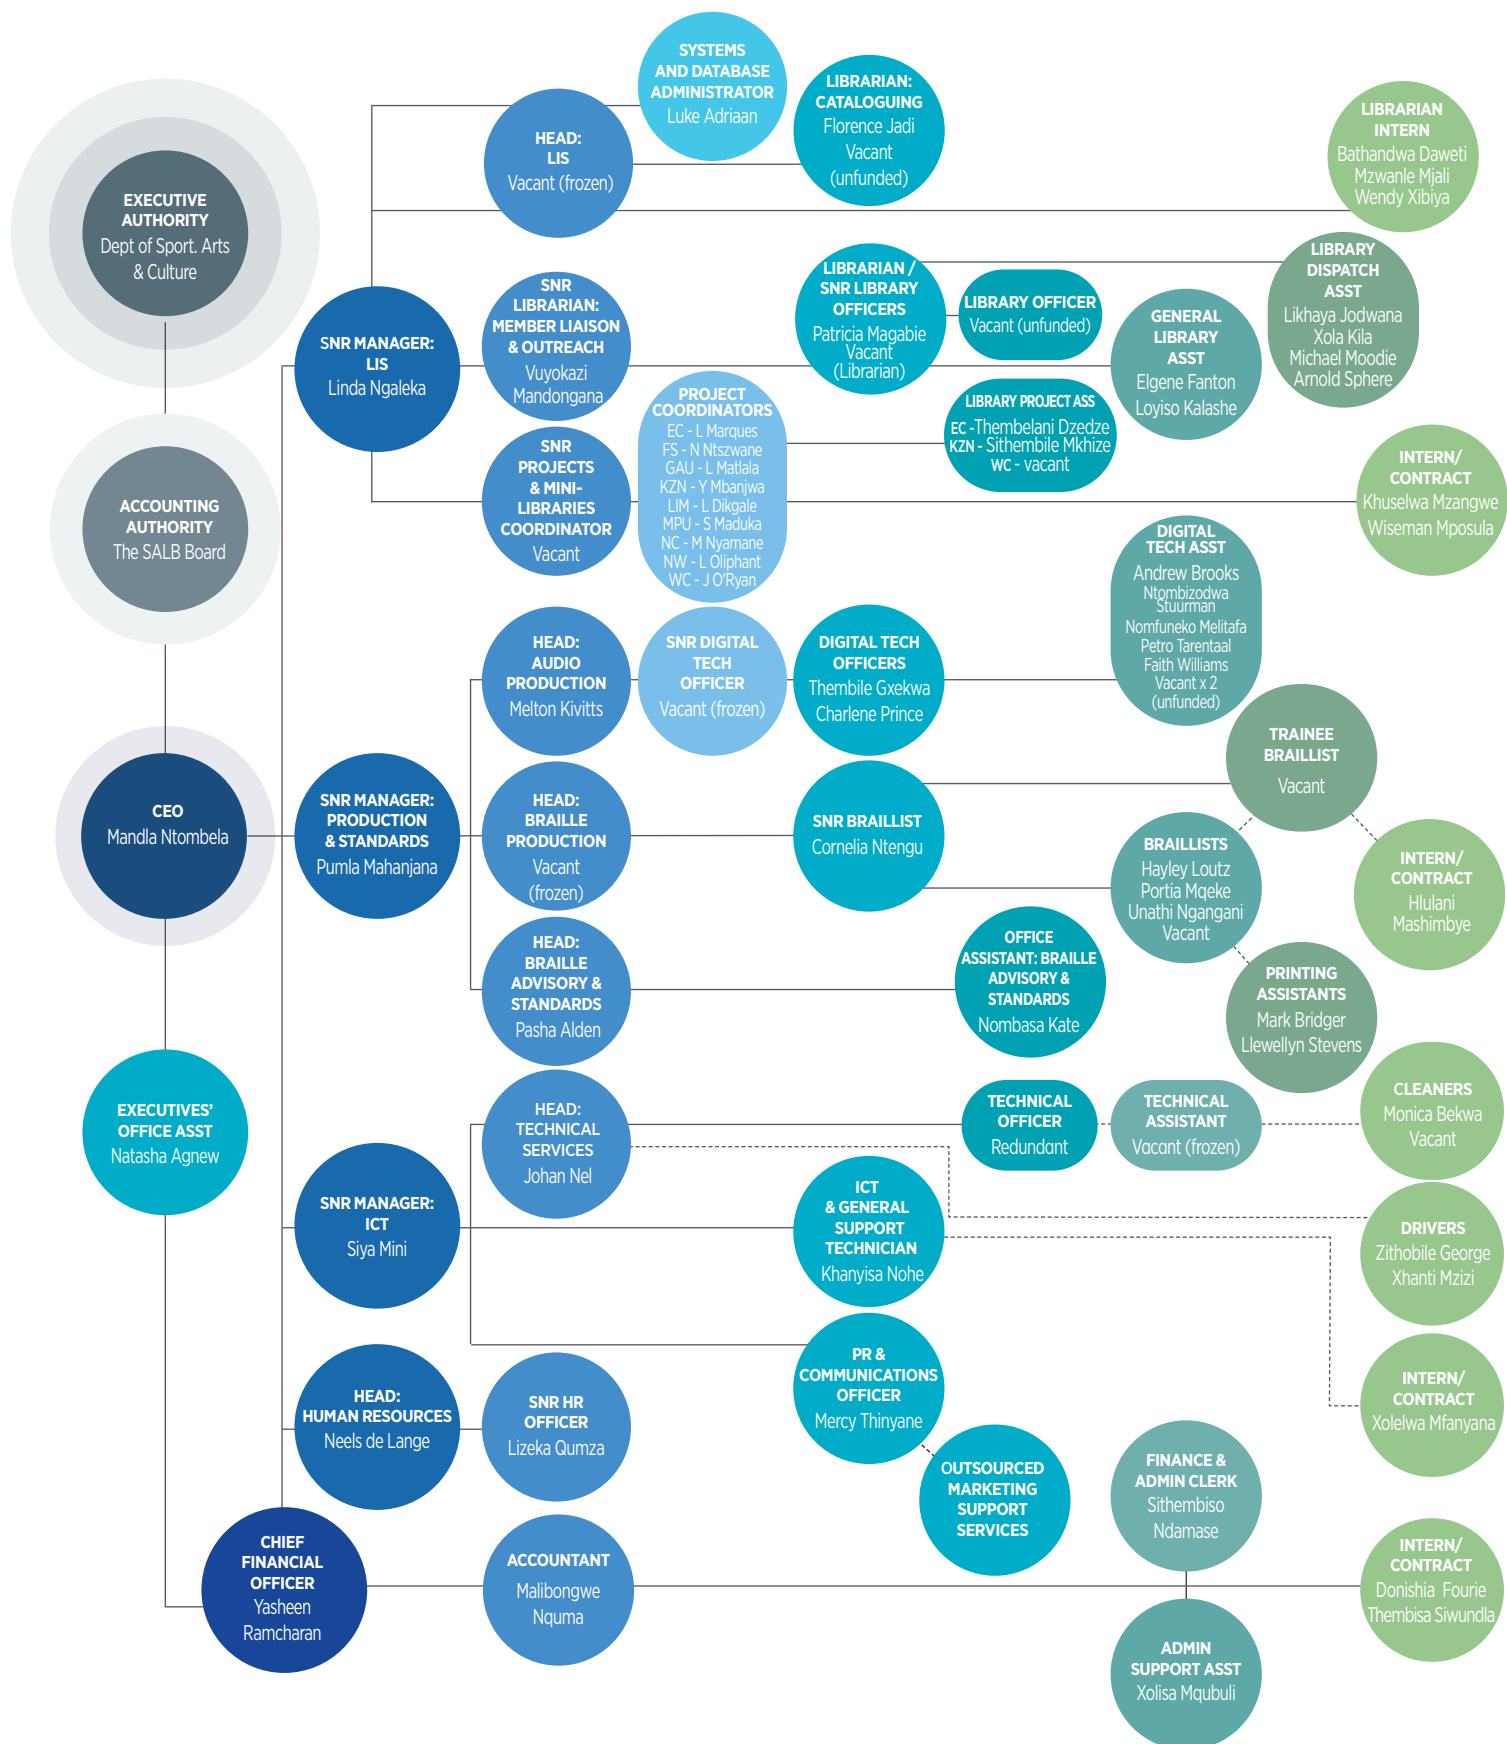 EXECUTIVE
AUTHORITY
Dept of Sport. Arts
& Culture
ACCOUNTING
AUTHORITY
The SALB Board
CEO
Mandla Ntombela
EXECUTIVES’
OFFICE ASST
Natasha Agnew
CHIEF
FINANCIAL
OFFICER
Yasheen
Ramcharan
SNR MANAGER:
LIS
Linda Ngaleka
SNR MANAGER:
PRODUCTION
& STANDARDS
Pumla Mahanjana
SNR MANAGER:
ICT
Siya Mini
HEAD:
HUMAN RESOURCES
Neels de Lange
HEAD:
LIS
Vacant (frozen)
SNR
LIBRARIAN:
MEMBER LIAISON
& OUTREACH
Vuyokazi
Mandongana
SNR
PROJECTS
& MINI-
LIBRARIES
COORDINATOR
Vacant
HEAD:
AUDIO
PRODUCTION
Melton Kivitts
HEAD:
BRAILLE
PRODUCTION
Vacant
(frozen)
HEAD:
BRAILLE
ADVISORY &
STANDARDS
Pasha Alden
HEAD:
TECHNICAL
SERVICES
Johan Nel
SNR HR
OFFICER
Lizeka Qumza
ACCOUNTANT
Malibongwe
Nquma
SYSTEMS
AND DATABASE
ADMINISTRATOR
Luke Adriaan
PROJECT
COORDINATORS
EC - L Marques
FS - N Ntszwane
GAU - L Matlala
KZN - Y Mbanjwa
LIM - L Dikgale
MPU - S Maduka
NC - M Nyamane
NW - L Oliphant
WC - J O'Ryan
SNR DIGITAL
TECH
OFFICER
Vacant (frozen)
LIBRARIAN:
CATALOGUING
Florence Jadi
Vacant
(unfunded)
LIBRARIAN /
SNR LIBRARY
OFFICERS
Patricia Magabie
Vacant
(Librarian)
DIGITAL TECH
OFFICERS
Thembile Gxekwa
Charlene Prince
SNR BRAILLIST
Cornelia Ntengu
ICT
& GENERAL
SUPPORT
TECHNICIAN
Khanyisa Nohe
PR &
COMMUNICATIONS
OFFICER
Mercy Thinyane
OUTSOURCED
MARKETING
SUPPORT
SERVICES
LIBRARY OFFICER
Vacant (unfunded)
LIBRARY PROJECT ASS
EC -Thembelani Dzedze
KZN - Sithembile Mkhize
WC - vacant
OFFICE
ASSISTANT: BRAILLE
ADVISORY &
STANDARDS
Nombasa Kate
TECHNICAL
OFFICER
Redundant
GENERAL
LIBRARY
ASST
Elgene Fanton
Loyiso Kalashe
DIGITAL
TECH ASST
Andrew Brooks
Ntombizodwa
Stuurman
Nomfuneko Melitafa
Petro Tarentaal
Faith Williams
Vacant x 2
(unfunded)
BRAILLISTS
Hayley Loutz
Portia Mqeke
Unathi Ngangani
Vacant
TECHNICAL
ASSISTANT
Vacant (frozen)
FINANCE &
ADMIN CLERK
Sithembiso
Ndamase
ADMIN
SUPPORT ASST
Xolisa Mqubuli
LIBRARIAN
INTERN
Bathandwa Daweti
Mzwanle Mjali
Wendy Xibiya
LIBRARY
DISPATCH
ASST
Likhaya Jodwana
Xola Kila
Michael Moodie
Arnold Sphere
INTERN/
CONTRACT
Khuselwa Mzangwe
Wiseman Mposula
TRAINEE
BRAILLIST
Vacant
INTERN/
CONTRACT
Hlulani
Mashimbye
PRINTING
ASSISTANTS
Mark Bridger
Llewellyn Stevens
CLEANERS
Monica Bekwa
Vacant
DRIVERS
Zithobile George
Xhanti Mzizi
INTERN/
CONTRACT
Xolelwa Mfanyana
INTERN/
CONTRACT
Donishia Fourie
Thembisa Siwundla